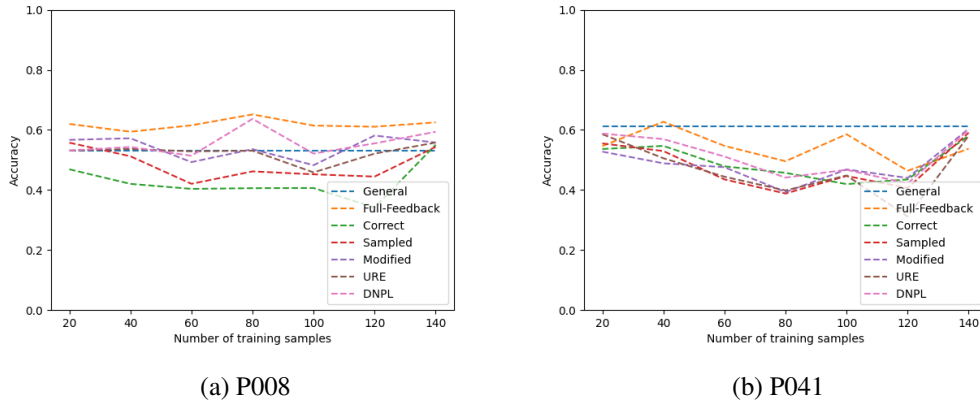 1.0
0.8
0.6
0.4
0.2
0.0
Accuracy
General
Full-Feedback
Correct
Sampled
Modified
URE
DNPL
20 40 60 80 100 120 140
Number of training samples
(a) P008
1.0
0.8
0.6
0.4
0.2
0.0
Accuracy
General
Full-Feedback
Correct
Sampled
Modified
URE
DNPL
20 40 60 80 100 120 140
Number of training samples
(b) P041